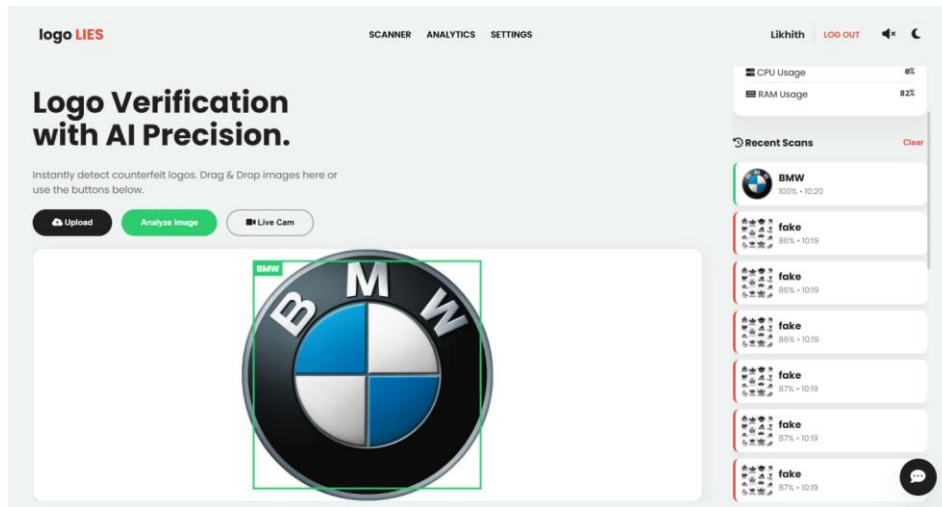 logo LIES
SCANNER ANALYTICS SETTINGS
Likhith LOG OUT
CPU Usage 0%
RAM Usage 82%
Logo Verification
with AI Precision.
Instantly detect counterfeit logos. Drag & Drop images here or
use the buttons below.
Upload Analyze Image Live Cam
BMW
B M W
Recent Scans Clear
BMW
100% • 10:20
fake
86% • 10:19
fake
86% • 10:19
fake
86% • 10:19
fake
87% • 10:19
fake
87% • 10:19
fake
87% • 10:19